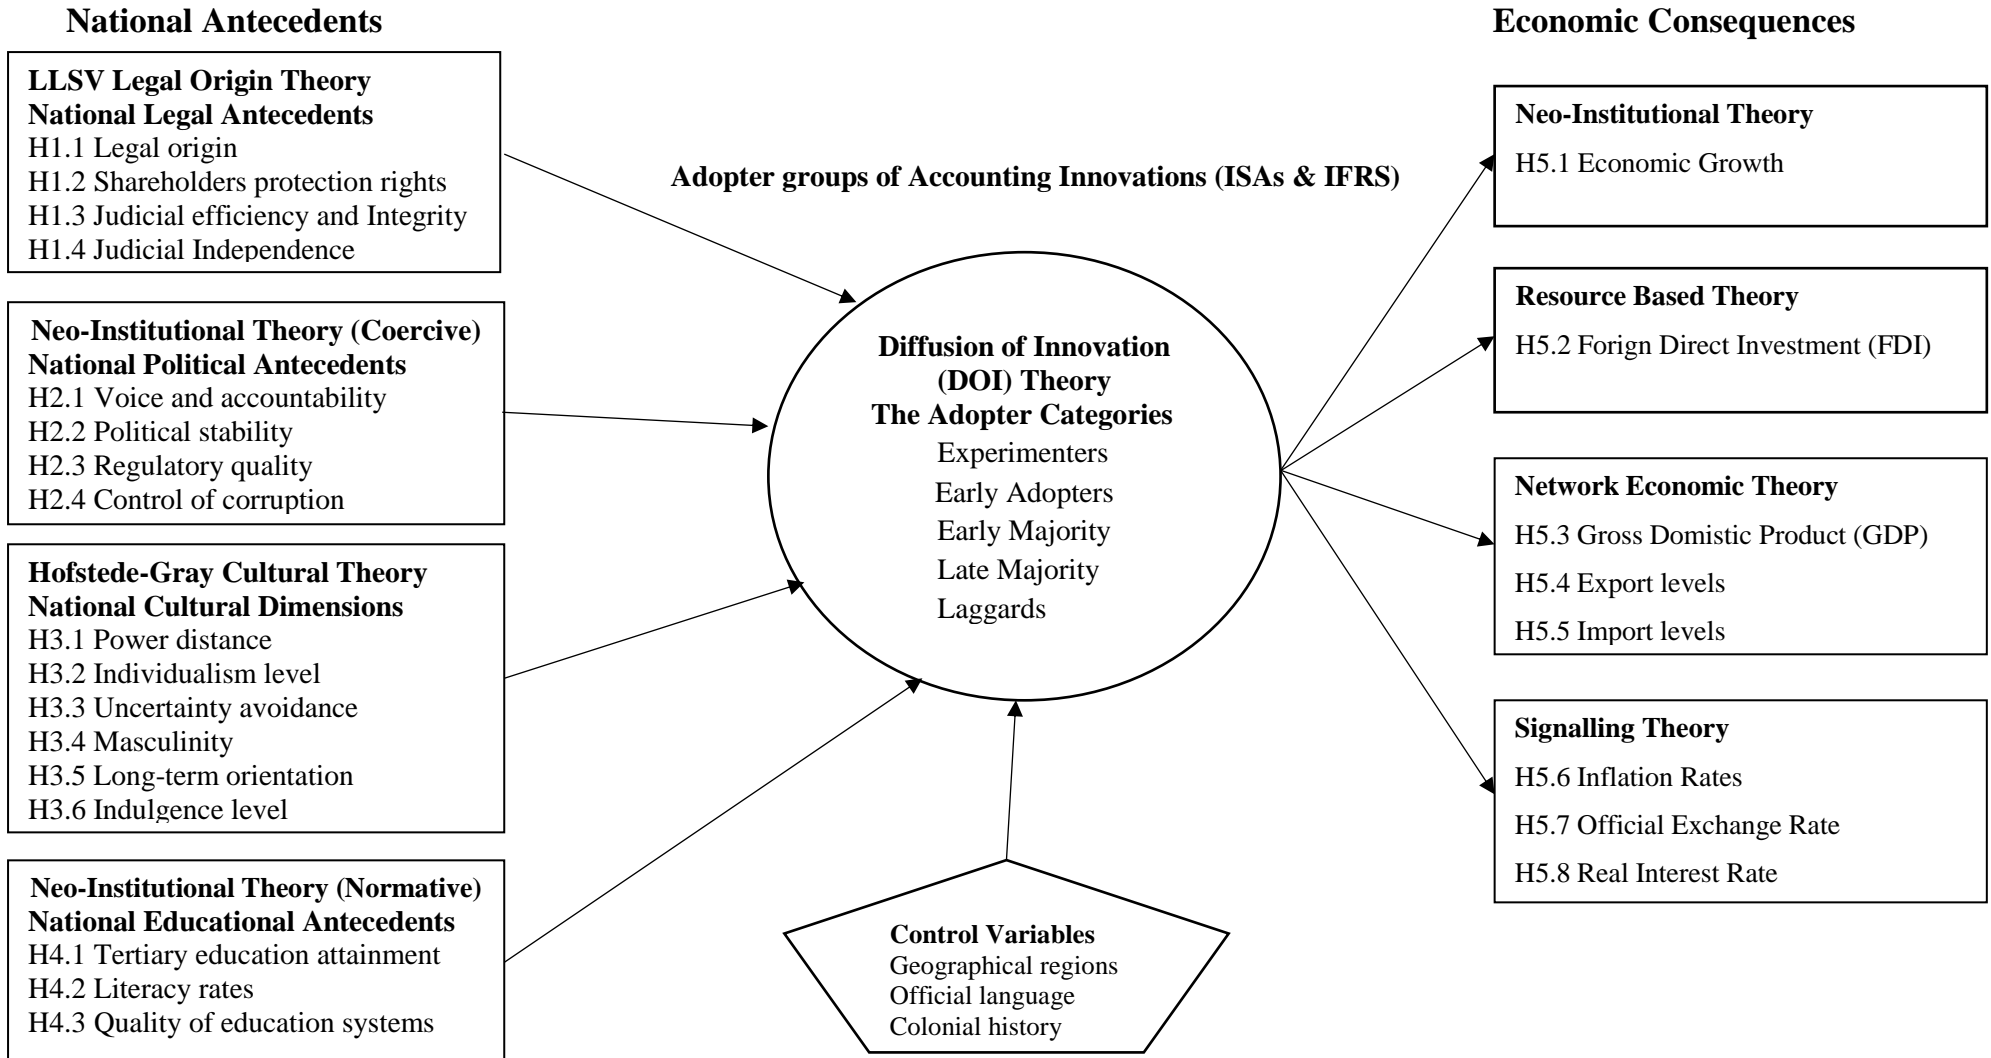 National Antecedents
LLSV Legal Origin Theory
National Legal Antecedents
H1.1 Legal origin
H1.2 Shareholders protection rights
H1.3 Judicial efficiency and Integrity
H1.4 Judicial Independence
Neo-Institutional Theory (Coercive)
National Political Antecedents
H2.1 Voice and accountability
H2.2 Political stability
H2.3 Regulatory quality
H2.4 Control of corruption
Hofstede-Gray Cultural Theory
National Cultural Dimensions
H3.1 Power distance
H3.2 Individualism level
H3.3 Uncertainty avoidance
H3.4 Masculinity
H3.5 Long-term orientation
H3.6 Indulgence level
Neo-Institutional Theory (Normative)
National Educational Antecedents
H4.1 Tertiary education attainment
H4.2 Literacy rates
H4.3 Quality of education systems
Adopter groups of Accounting Innovations (ISAs & IFRS)
Diffusion of Innovation
(DOI) Theory
The Adopter Categories
Experimenters
Early Adopters
Early Majority
Late Majority
Laggards
Control Variables
Geographical regions
Official language
Colonial history
Economic Consequences
Neo-Institutional Theory
H5.1 Economic Growth
Resource Based Theory
H5.2 Forign Direct Investment (FDI)
Network Economic Theory
H5.3 Gross Domistic Product (GDP)
H5.4 Export levels
H5.5 Import levels
Signalling Theory
H5.6 Inflation Rates
H5.7 Official Exchange Rate
H5.8 Real Interest Rate